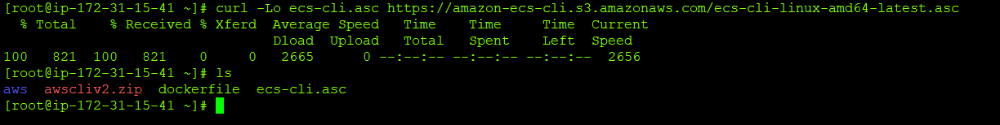 [root@ip-172-31-15-41 ~]# curl -Lo ecs-cli.asc https://amazon-ecs-cli.s3.amazonaws.com/ecs-cli-linux-amd64-latest.asc
  % Total    % Received % Xferd  Average Speed   Time    Time     Time  Current
                                 Dload  Upload   Total   Spent    Left  Speed
100   821  100   821    0     0   2665      0 --:--:-- --:--:-- --:--:--  2656
[root@ip-172-31-15-41 ~]# ls
aws  awscliv2.zip  dockerfile  ecs-cli.asc
[root@ip-172-31-15-41 ~]#